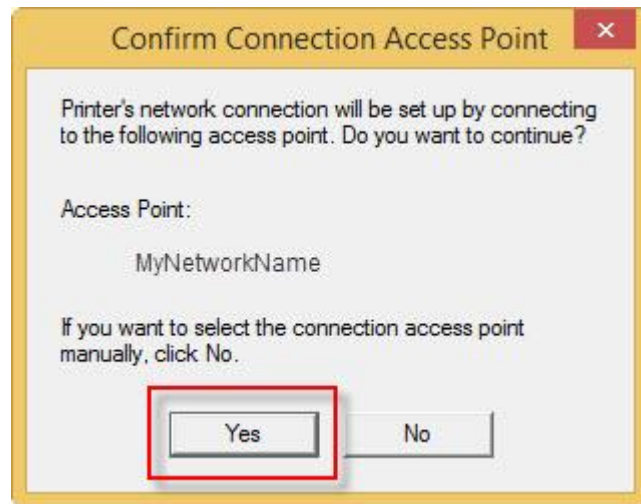 Confirm Connection Access Point
Printer's network connection will be set up by connecting
to the following access point. Do you want to continue?
Access Point:
MyNetworkName
If you want to select the connection access point
manually, click No.
Yes No